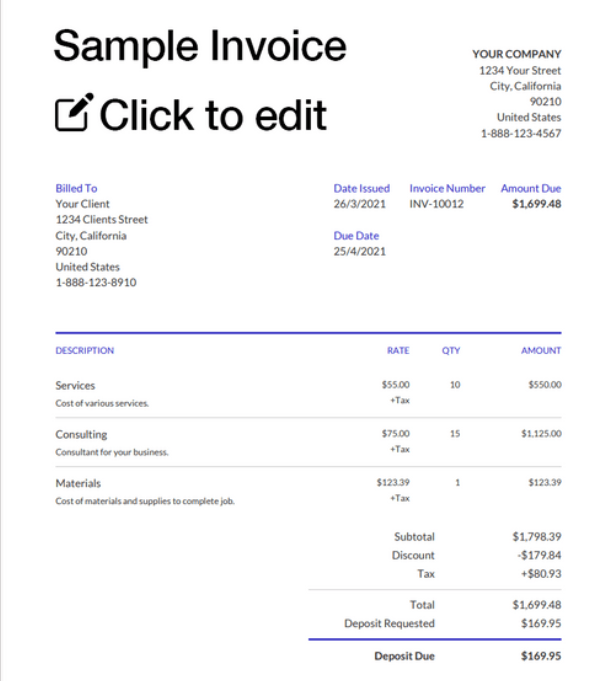 Sample Invoice
Click to edit
YOUR COMPANY
1234 Your Street
City, California
90210
United States
1-888-123-4567
Billed To
Your Client
1234 Clients Street
City, California
90210
United States
1-888-123-8910
Date Issued Invoice Number Amount Due
26/3/2021 INV-10012 $1,699.48
Due Date
25/4/2021
DESCRIPTION RATE QTY AMOUNT
Services $55.00 10 $550.00
Cost of various services. +Tax
Consulting $75.00 15 $1,125.00
Consultant for your business. +Tax
Materials $123.39 1 $123.39
Cost of materials and supplies to complete job. +Tax
Subtotal $1,798.39
Discount -$179.84
Tax +$80.93
Total $1,699.48
Deposit Requested $169.95
Deposit Due $169.95